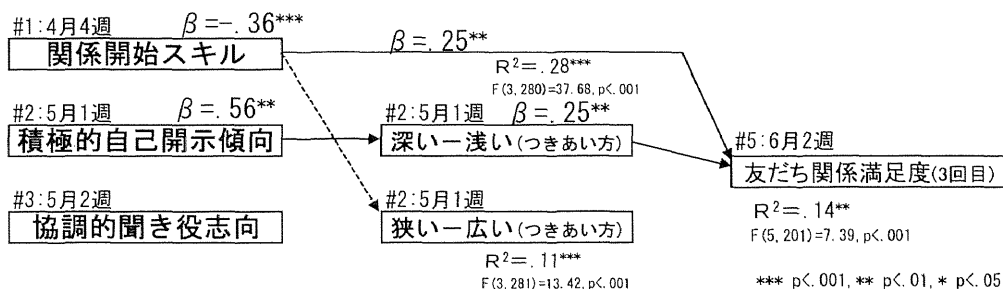 #1:4月4週
β=-.36***
関係開始スキル
β=.25**
R²=.28***
F(3,280)=37.68, p<.001
#2:5月1週
β=.56**
積極的自己開示傾向
#2:5月1週
β=.25**
深いー浅い(つきあい方)
#5:6月2週
友だち関係満足度(3回目)
R²=.14**
F(5,201)=7.39, p<.001
#3:5月2週
協調的聞き役志向
#2:5月1週
狭いー広い(つきあい方)
R²=.11***
F(3,281)=13.42, p<.001
*** p<.001, ** p<.01, * p<.05